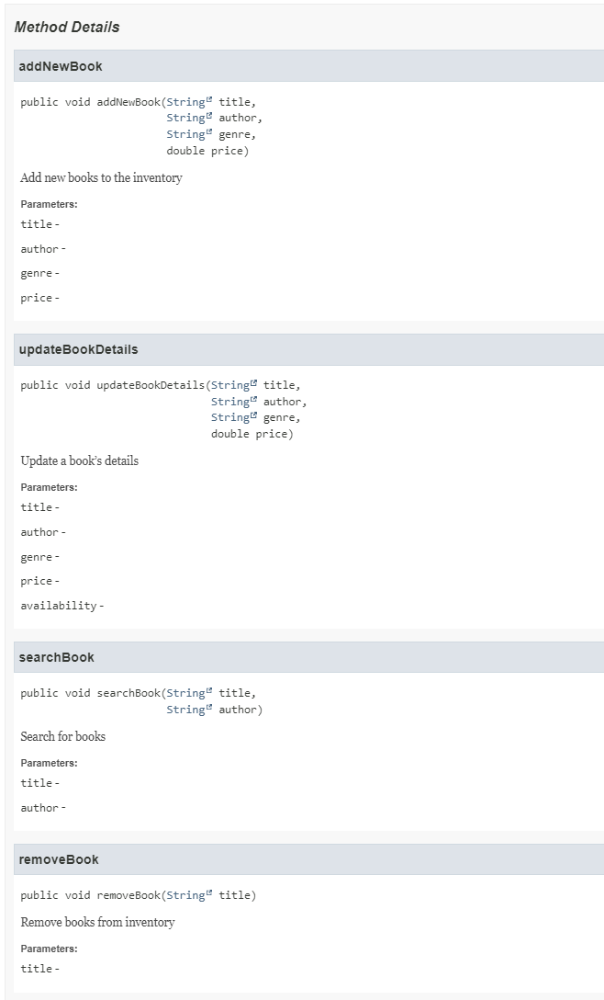 Method Details
addNewBook
public void addNewBook(String title,
String author,
String genre,
double price)
Add new books to the inventory
Parameters:
title -
author -
genre -
price -
updateBookDetails
public void updateBookDetails(String title,
String author,
String genre,
double price)
Update a book's details
Parameters:
title -
author -
genre -
price -
availability -
searchBook
public void searchBook(String title,
String author)
Search for books
Parameters:
title -
author -
removeBook
public void removeBook(String title)
Remove books from inventory
Parameters:
title -